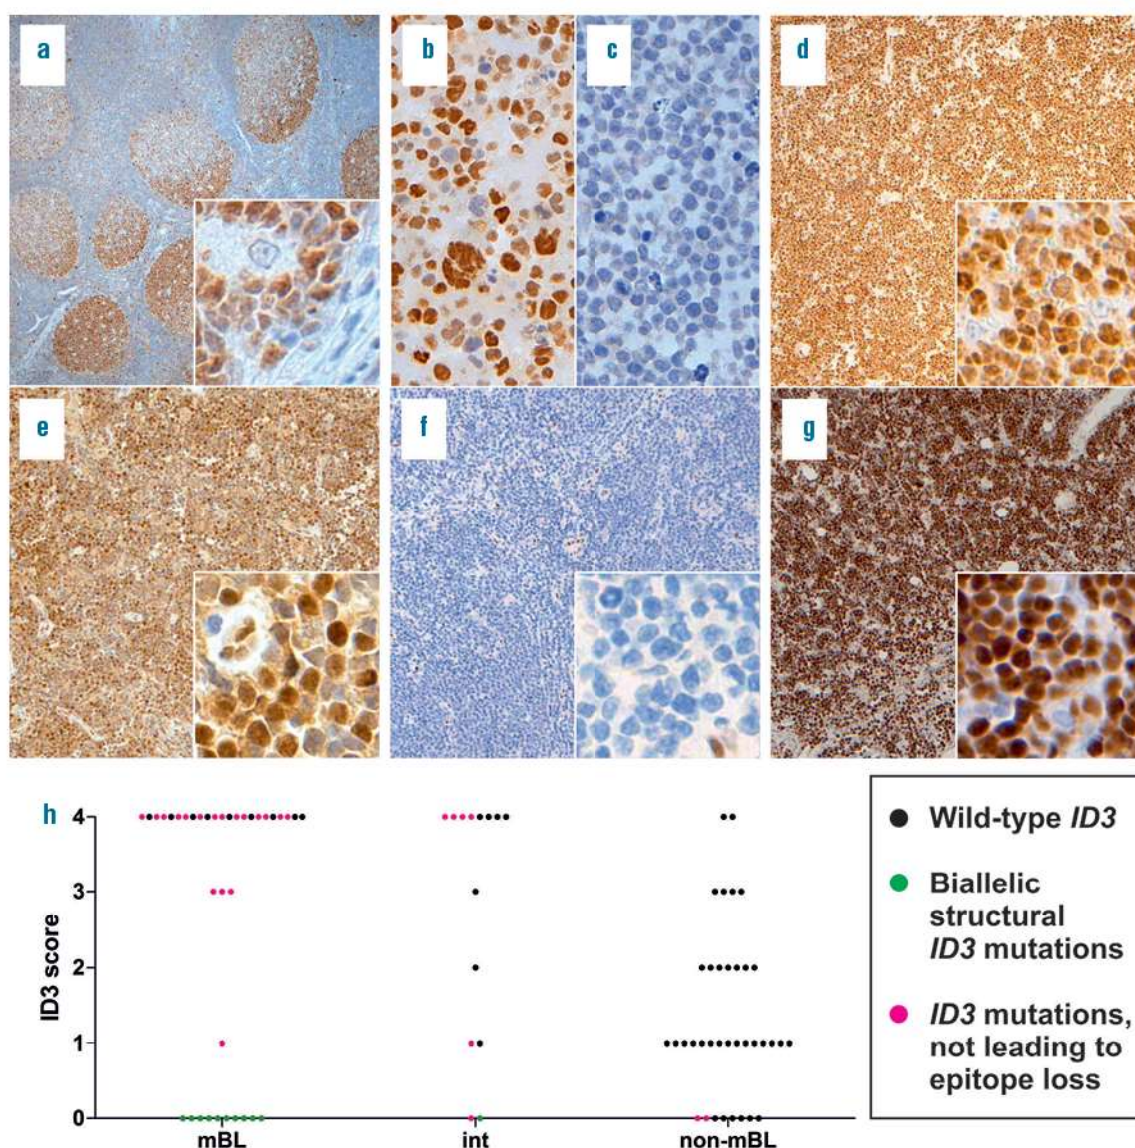 a
b
c
d
e
f
g
h
4
3
2
1
0
ID3 score
mBL
int
non-mBL
Wild-type ID3
Biallelic
structural
ID3 mutations
ID3 mutations,
not leading to
epitope loss